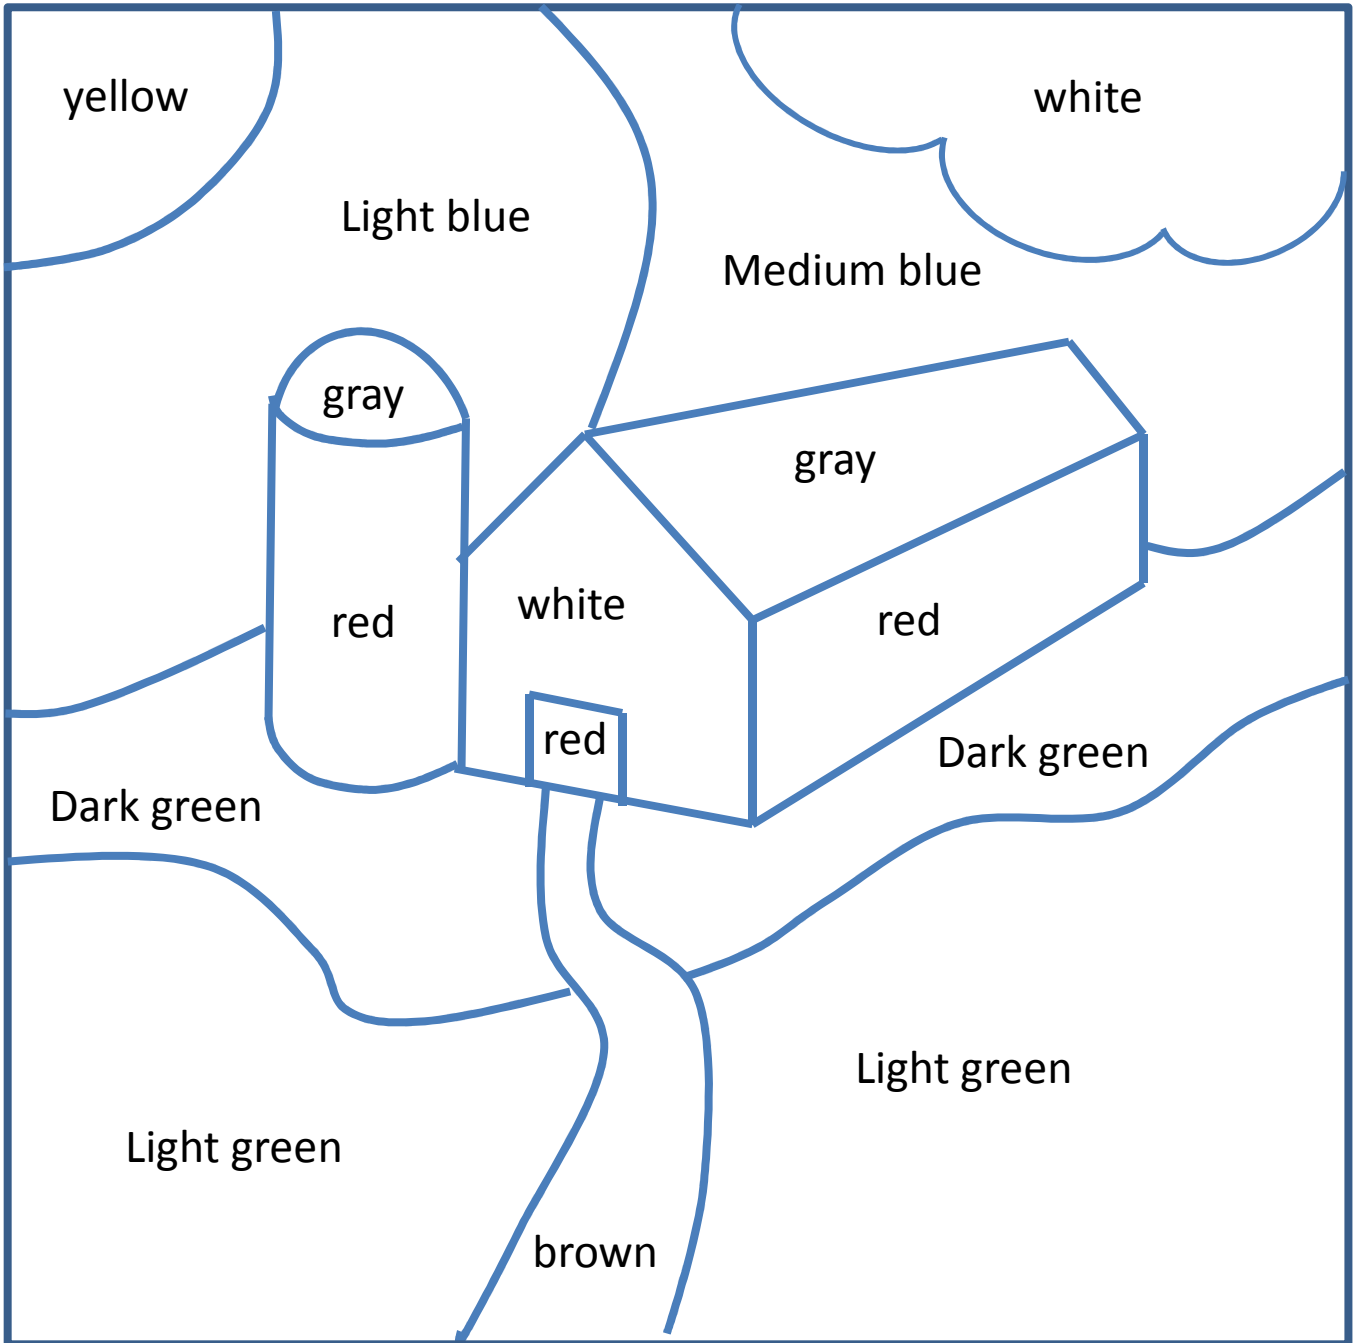 yellow
white
Light blue
Medium blue
gray
gray
white
red
red
red
Dark green
Dark green
Light green
Light green
brown